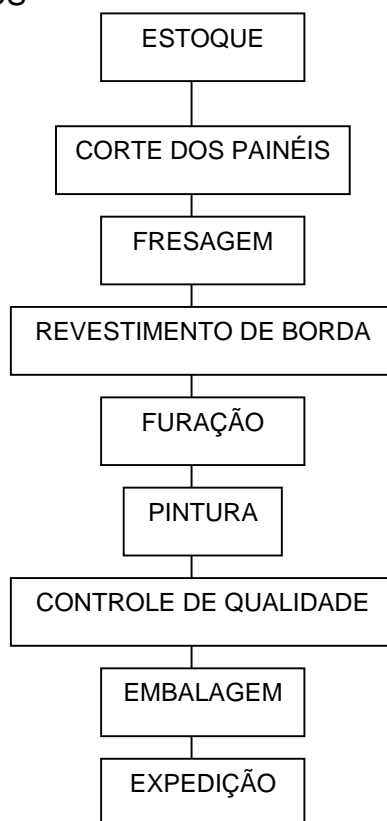 ESTOQUE
CORTE DOS PAINÉIS
FRESAGEM
REVESTIMENTO DE BORDA
FURAÇÃO
PINTURA
CONTROLE DE QUALIDADE
EMBALAGEM
EXPEDIÇÃO